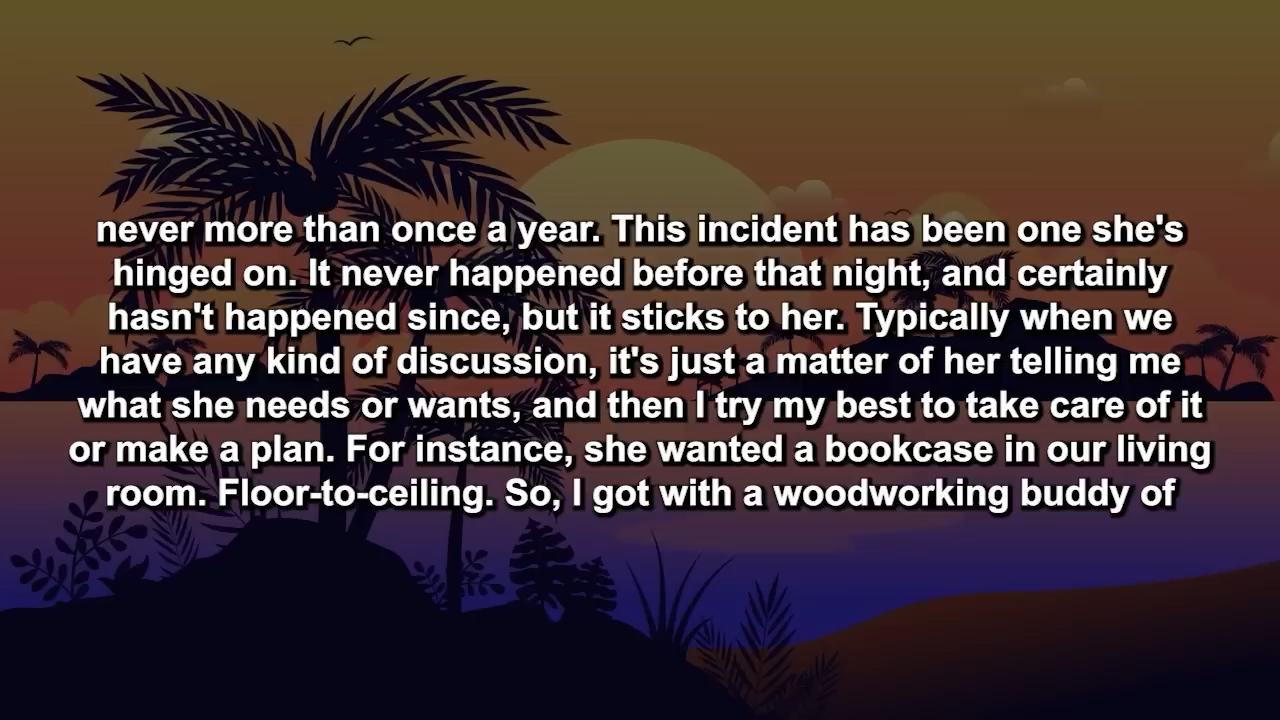 never more than once a year. This incident has been one she's
hinged on. It never happened before that night, and certainly
hasn't happened since, but it sticks to her. Typically when we
have any kind of discussion, it's just a matter of her telling me
what she needs or wants, and then I try my best to take care of it
or make a plan. For instance, she wanted a bookcase in our living
room. Floor-to-ceiling. So, I got with a woodworking buddy of